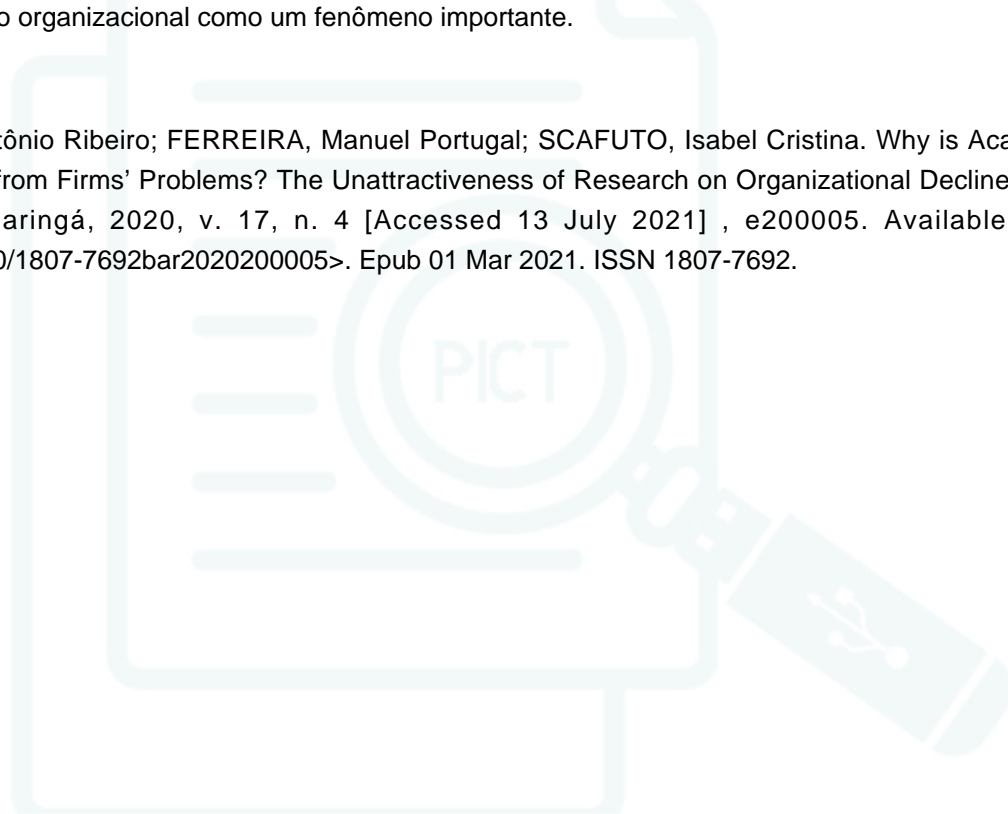 o organizacional como um fenômeno importante.
tônio Ribeiro; FERREIRA, Manuel Portugal; SCAFUTO, Isabel Cristina. Why is Aca
from Firms' Problems? The Unattractiveness of Research on Organizational Decline
aringá, 2020, v. 17, n. 4 [Accessed 13 July 2021] , e200005. Available
0/1807-7692bar2020200005>. Epub 01 Mar 2021. ISSN 1807-7692.
PICT